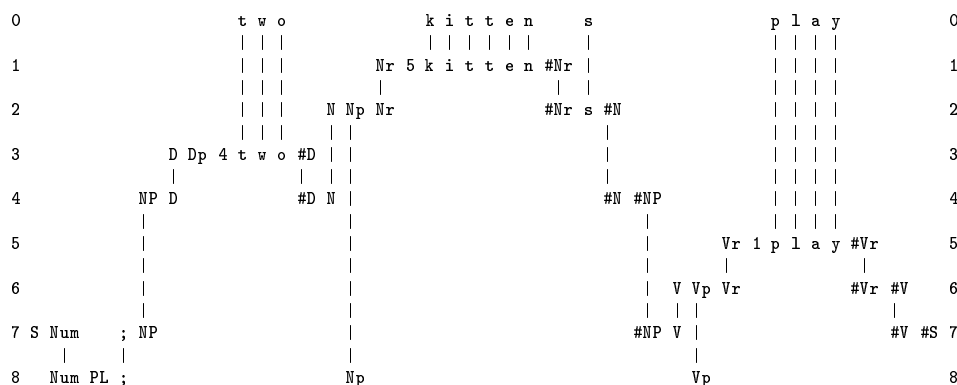 0 t w o k i t t e n s p l a y 0
1 Nr 5 k i t t e n #Nr 1
2 N Np Nr #Nr s #N 2
3 D Dp 4 t w o #D 3
4 NP D #D N #N #NP 4
5 Vr 1 p l a y #Vr 5
6 V Vp Vr #Vr #V 6
7 S Num ; NP #NP V #V #S 7
8 Num PL ; Np Vp 8